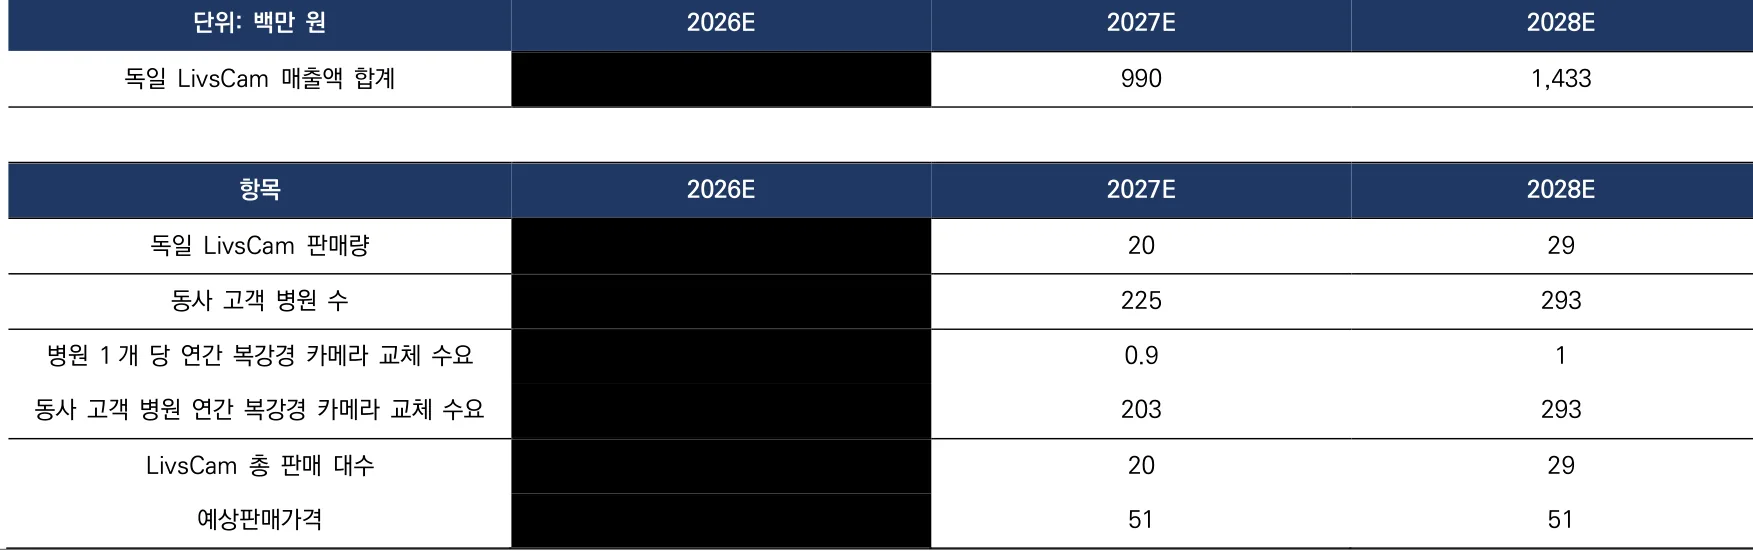 단위: 백만 원 2026E 2027E 2028E
독일 LivsCam 매출액 합계 990 1,433
항목 2026E 2027E 2028E
독일 LivsCam 판매량 20 29
동사 고객 병원 수 225 293
병원 1개 당 연간 복강경 카메라 교체 수요 0.9 1
동사 고객 병원 연간 복강경 카메라 교체 수요 203 293
LivsCam 총 판매 대수 20 29
예상판매가격 51 51